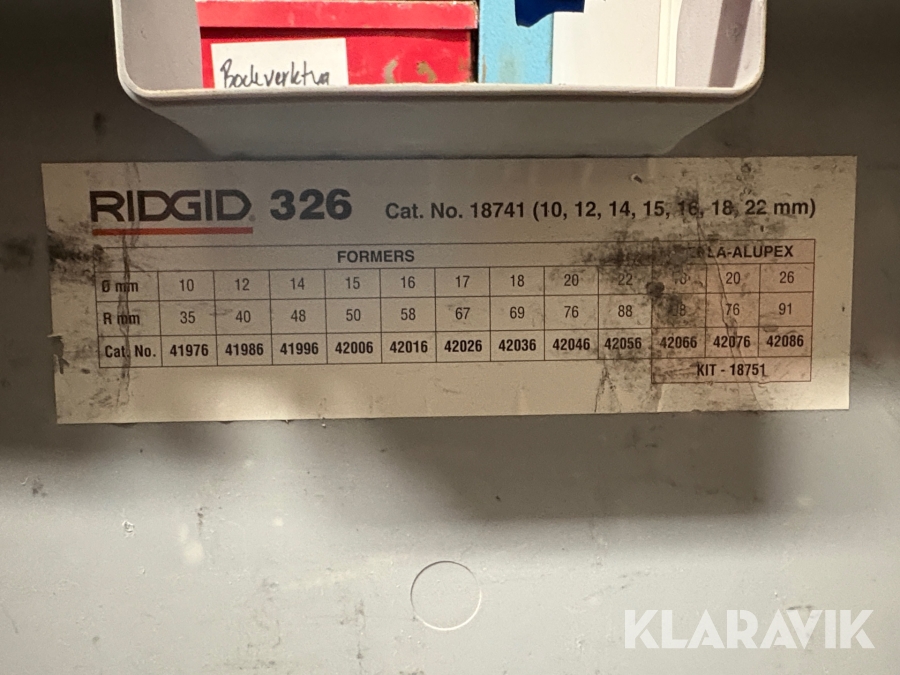 Bockverktyg
RIDGID 326 Cat. No. 18741 (10, 12, 14, 15, 16, 18, 22 mm)
FORMERS LA-ALUPEX
Ø mm 10 12 14 15 16 17 18 20 22 20 26
R mm 35 40 48 50 58 67 69 76 88 76 91
Cat. No. 41976 41986 41996 42006 42016 42026 42036 42046 42056 42066 42076 42086
KIT - 18751
KLARAVIK